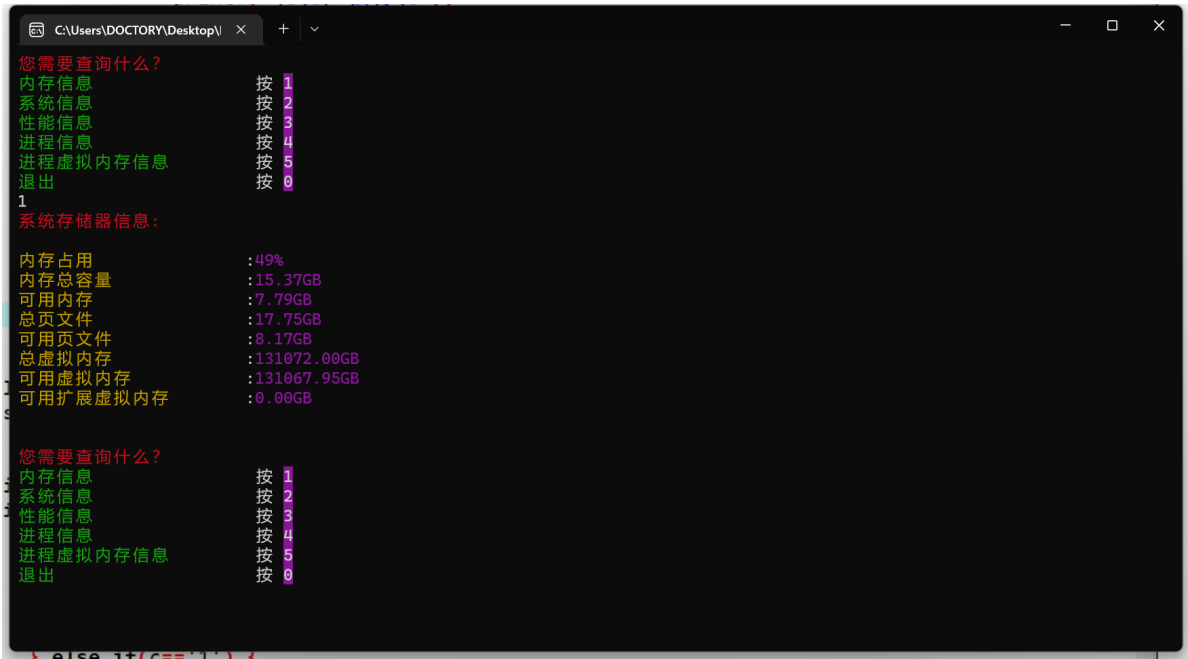 C:\Users\DOCTORY\Desktop\
您需要查询什么?
内存信息 按 1
系统信息 按 2
性能信息 按 3
进程信息 按 4
进程虚拟内存信息 按 5
退出 按 0
1
系统存储器信息:
内存占用 :49%
内存总容量 :15.37GB
可用内存 :7.79GB
总页文件 :17.75GB
可用页文件 :8.17GB
总虚拟内存 :131072.00GB
可用虚拟内存 :131067.95GB
可用扩展虚拟内存 :0.00GB
您需要查询什么?
内存信息 按 1
系统信息 按 2
性能信息 按 3
进程信息 按 4
进程虚拟内存信息 按 5
退出 按 0
} else if(c=='1') {